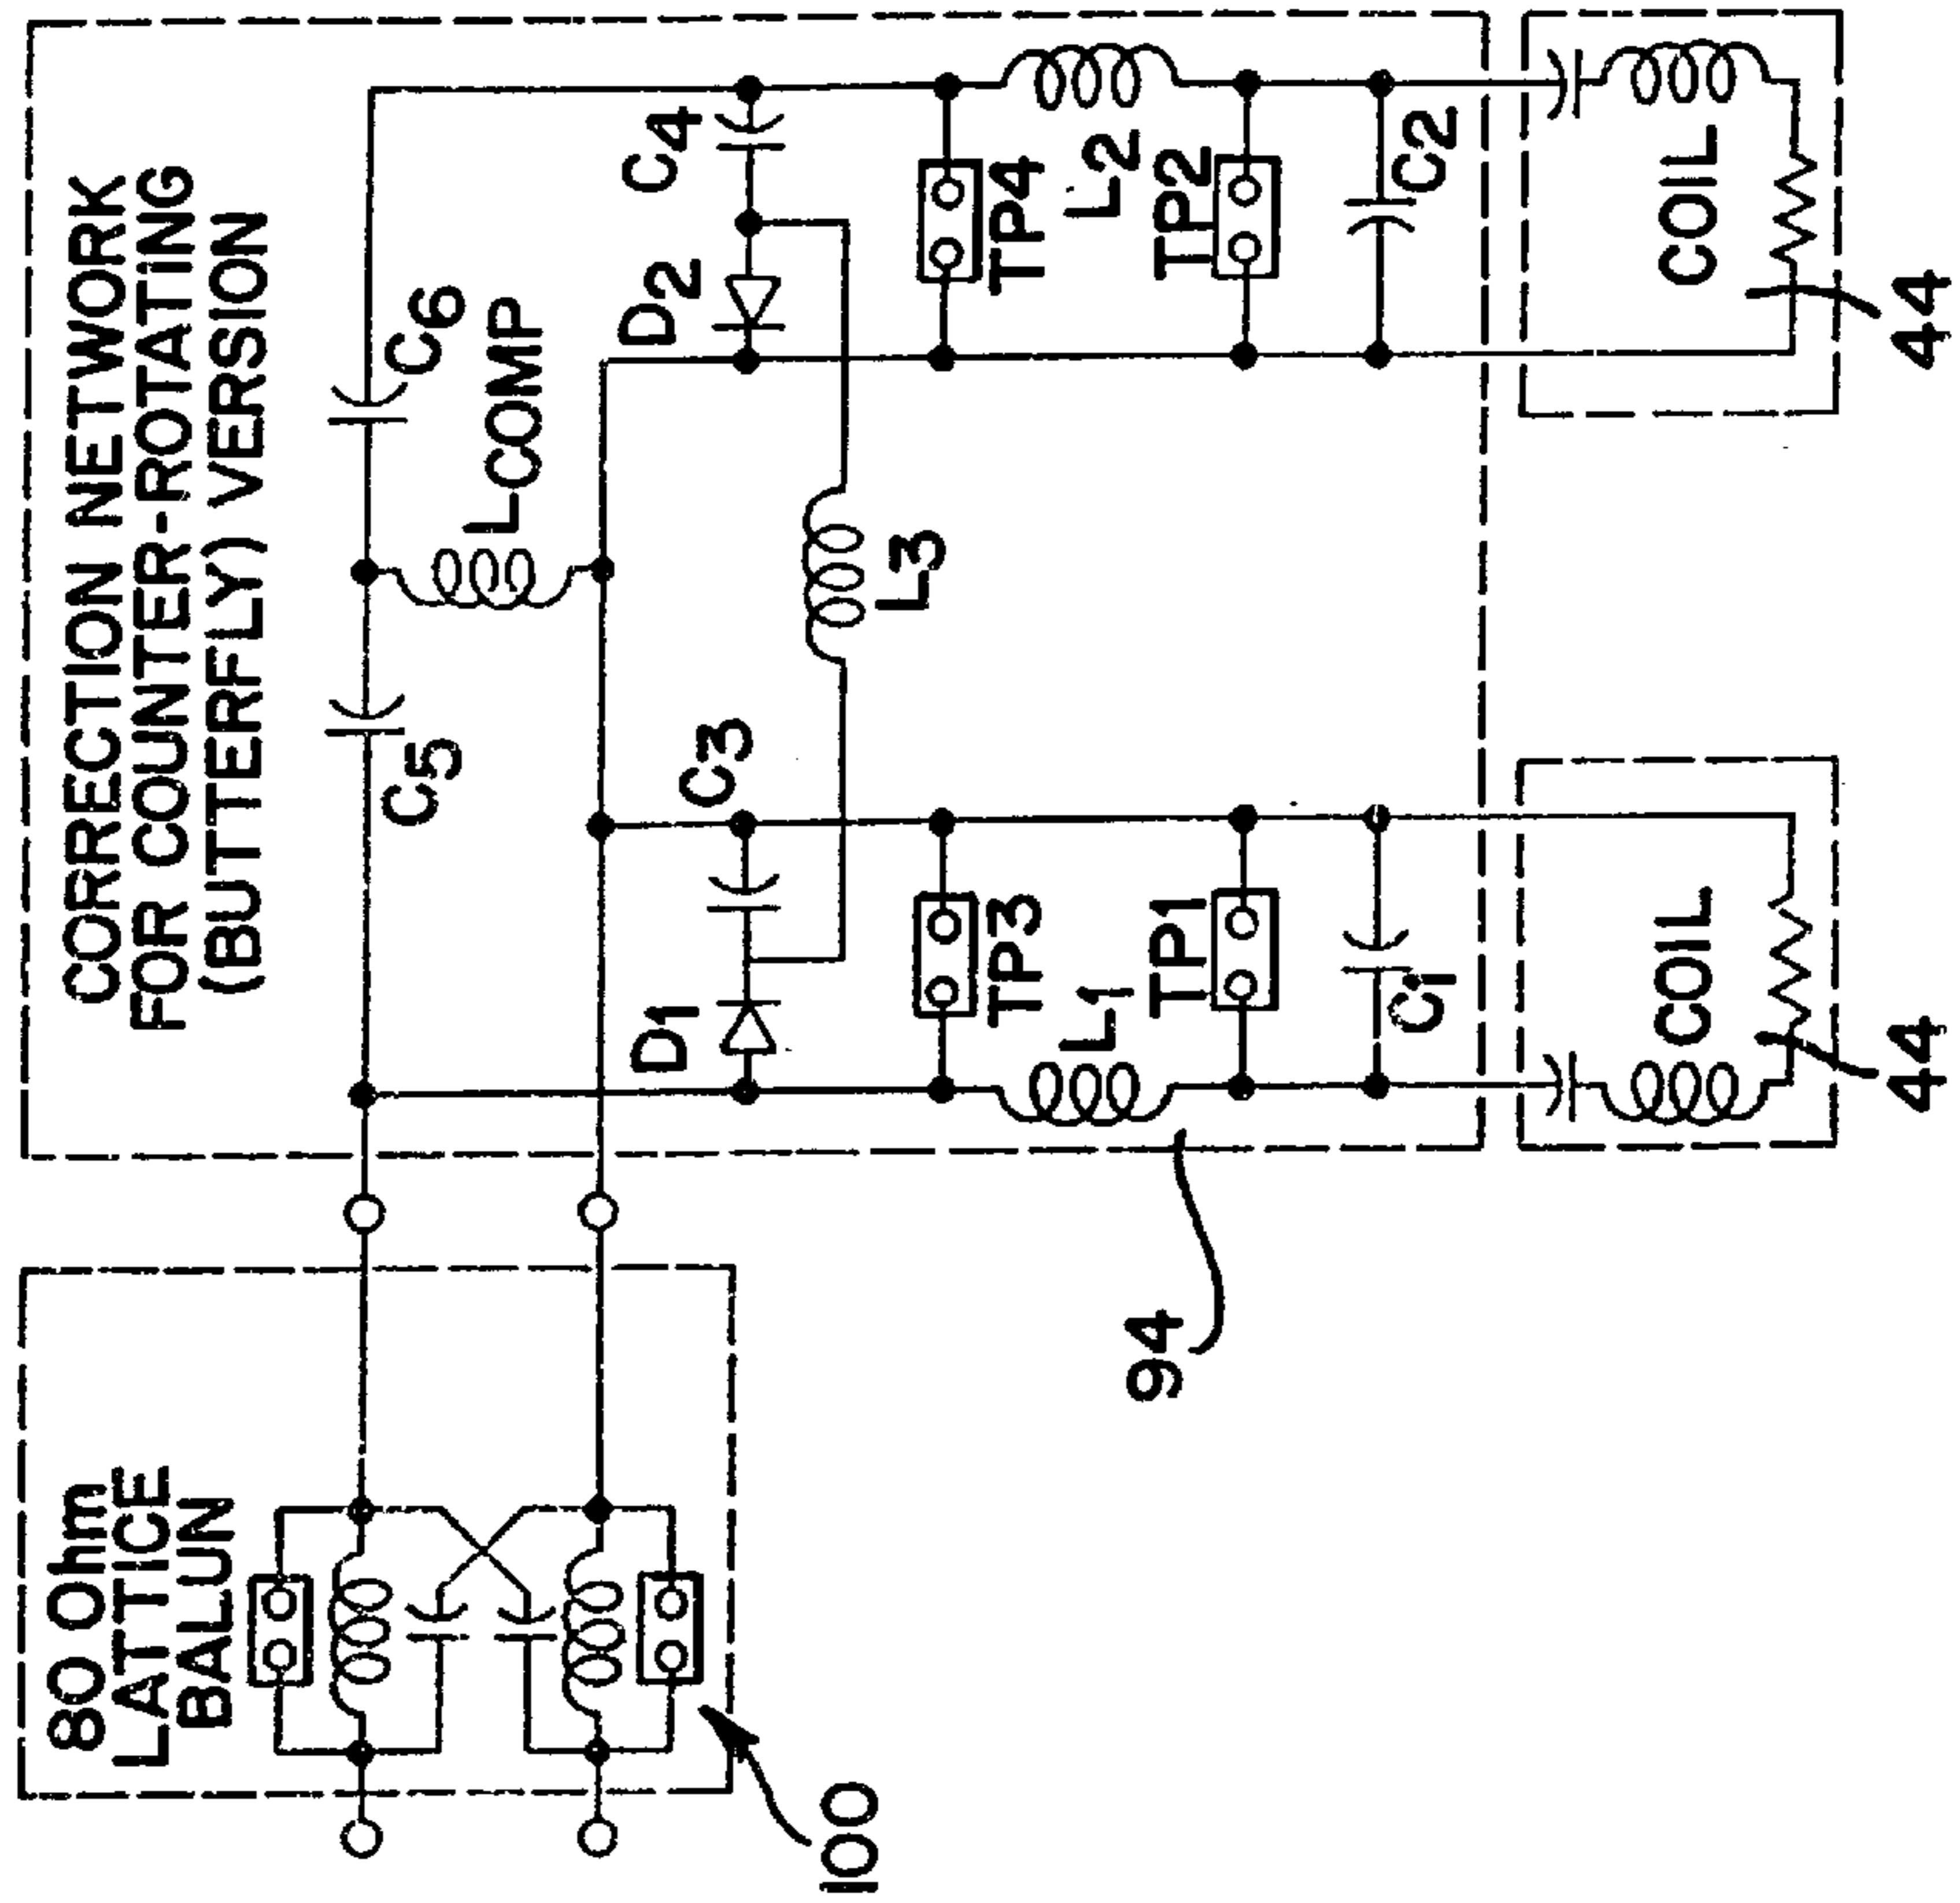 80 Ohm
LATTICE
BALUN
100
CORRECTION NETWORK
FOR COUNTER-ROTATING
(BUTTERFLY) VERSION
C5
C6
LCOMP
D1
C3
D2
C4
L3
TP3
TP4
L1
L2
TP1
TP2
C1
C2
94
COIL
COIL
44
44